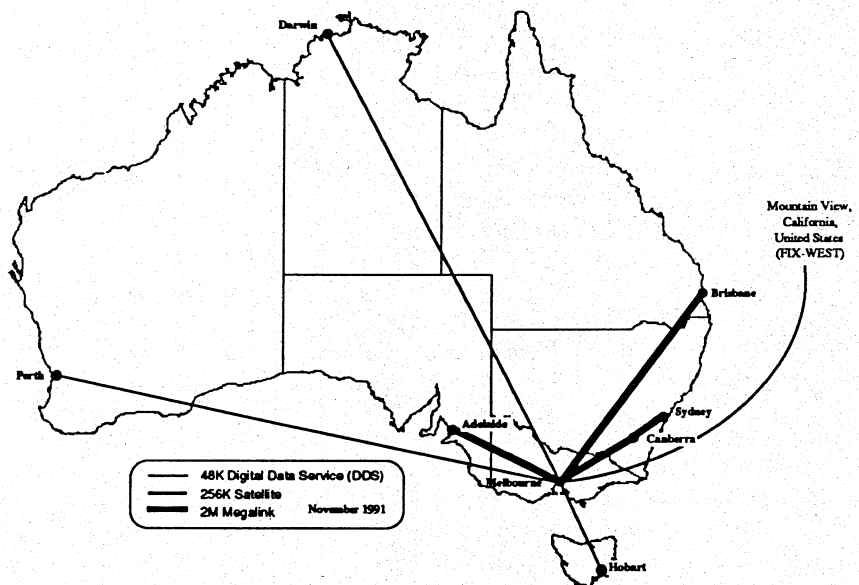 Darwin
Mountain View,
California,
United States
(FIX-WEST)
Brisbane
Perth
Adelaide
Sydney
Canberra
Melbourne
48K Digital Data Service (DDS)
256K Satellite
2M Megalink November 1991
Hobart